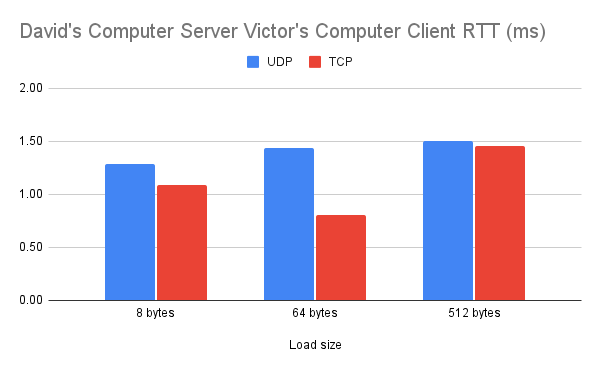 David's Computer Server Victor's Computer Client RTT (ms)
UDP TCP
2.00
1.50
1.00
0.50
0.00
8 bytes 64 bytes 512 bytes
Load size